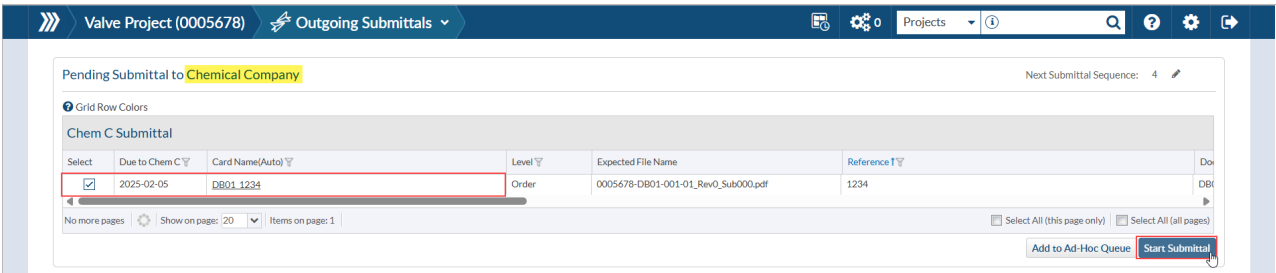 Valve Project (0005678) Outgoing Submittals 0 Projects
Pending Submittal to Chemical Company Next Submittal Sequence: 4
Grid Row Colors
Chem C Submittal
Select Due to Chem C Card Name(Auto) Level Expected File Name Reference
2025-02-05 DB01_1234 Order 0005678-DB01-001-01_Rev0_Sub000.pdf 1234
No more pages Show on page: 20 Items on page: 1 Select All (this page only) Select All (all pages)
Add to Ad-Hoc Queue Start Submittal